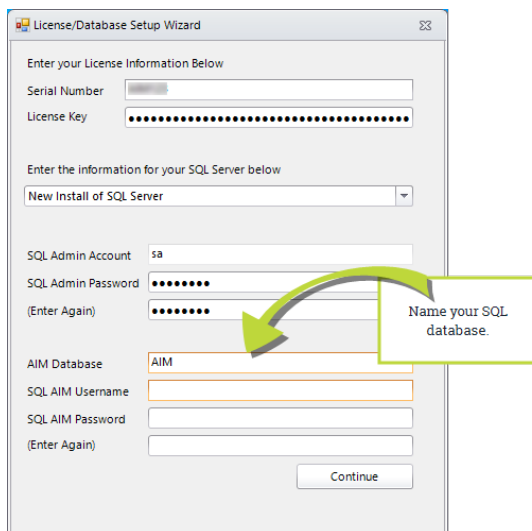 License/Database Setup Wizard
Enter your License Information Below
Serial Number
License Key ••••••••••••••••••••••••••••••••••••••
Enter the information for your SQL Server below
New Install of SQL Server
SQL Admin Account sa
SQL Admin Password ••••••••
(Enter Again) ••••••••
Name your SQL
database.
AIM Database AIM
SQL AIM Username
SQL AIM Password
(Enter Again)
Continue